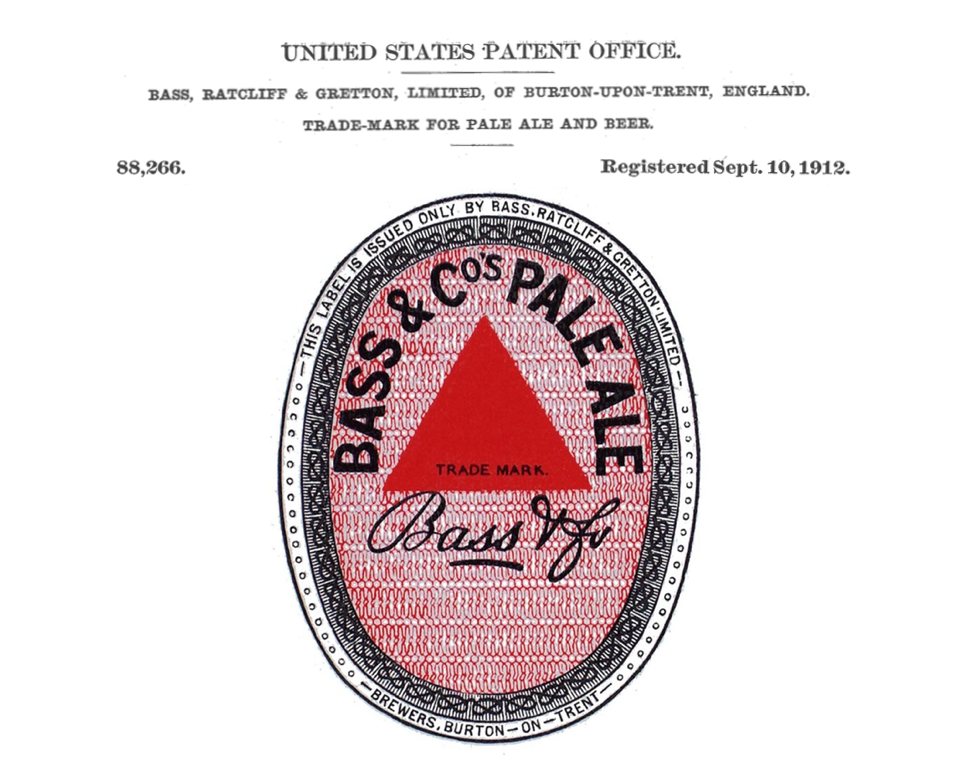 UNITED STATES PATENT OFFICE.
BASS, RATCLIFF & GRETTON, LIMITED, OF BURTON-UPON-TRENT, ENGLAND.
TRADE-MARK FOR PALE ALE AND BEER.
88,266.
Registered Sept. 10, 1912.
—THIS LABEL IS ISSUED ONLY BY BASS, RATCLIFF & GRETTON·LIMITED—
BASS & CO'S PALE ALE
TRADE MARK.
Bass & Co
—BREWERS, BURTON—ON—TRENT—